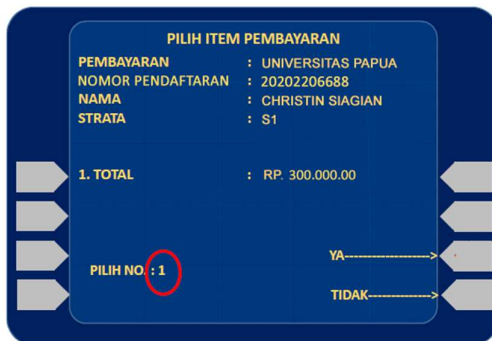 PILIH ITEM PEMBAYARAN
PEMBAYARAN : UNIVERSITAS PAPUA
NOMOR PENDAFTARAN : 20202206688
NAMA : CHRISTIN SIAGIAN
STRATA : S1
1. TOTAL : RP. 300.000.00
YA------------------->
PILIH NO. : 1
TIDAK-------------->